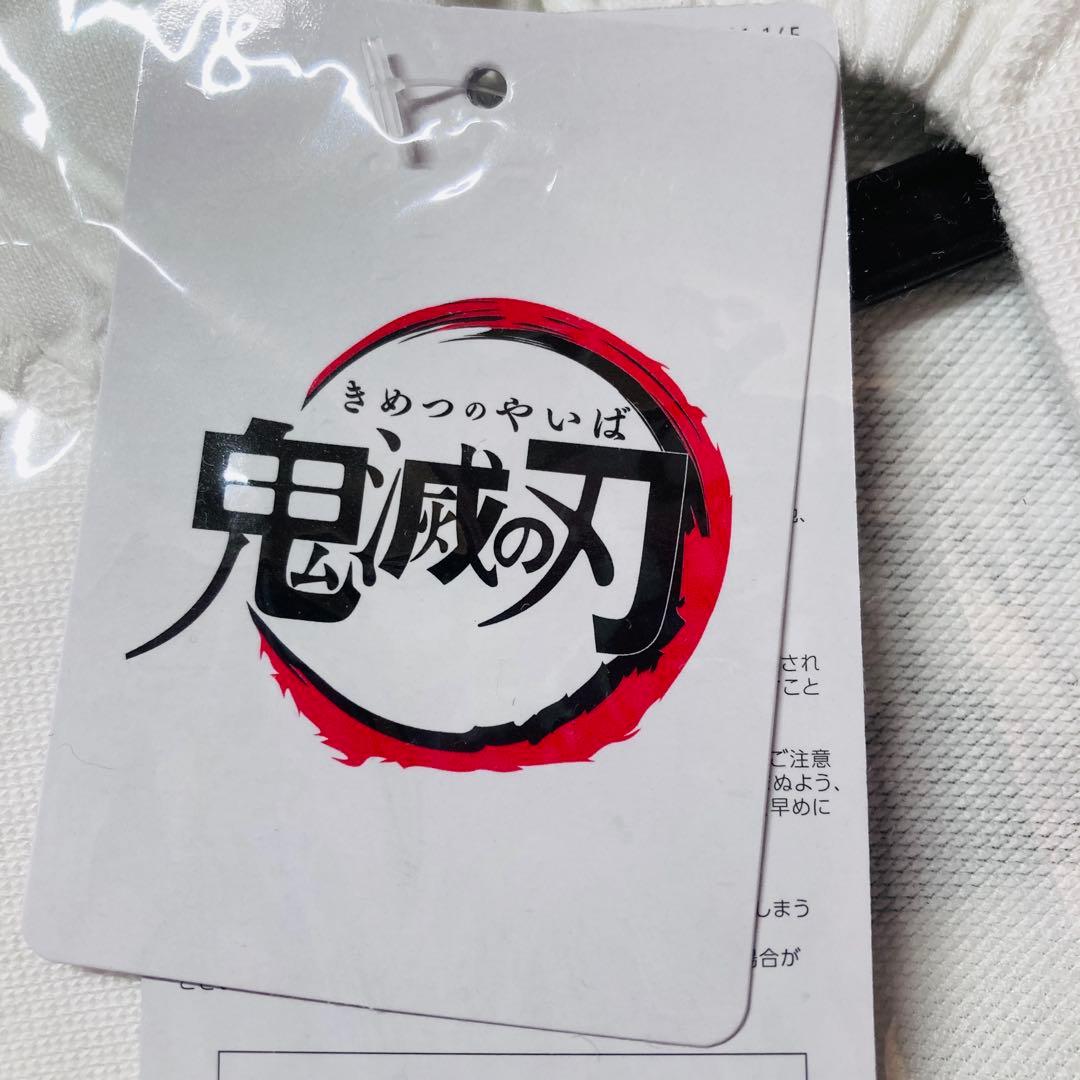 きめつのやいば
鬼滅の刃
され
こと
ご注意
ぬよう、
早めに
しまう
場合が